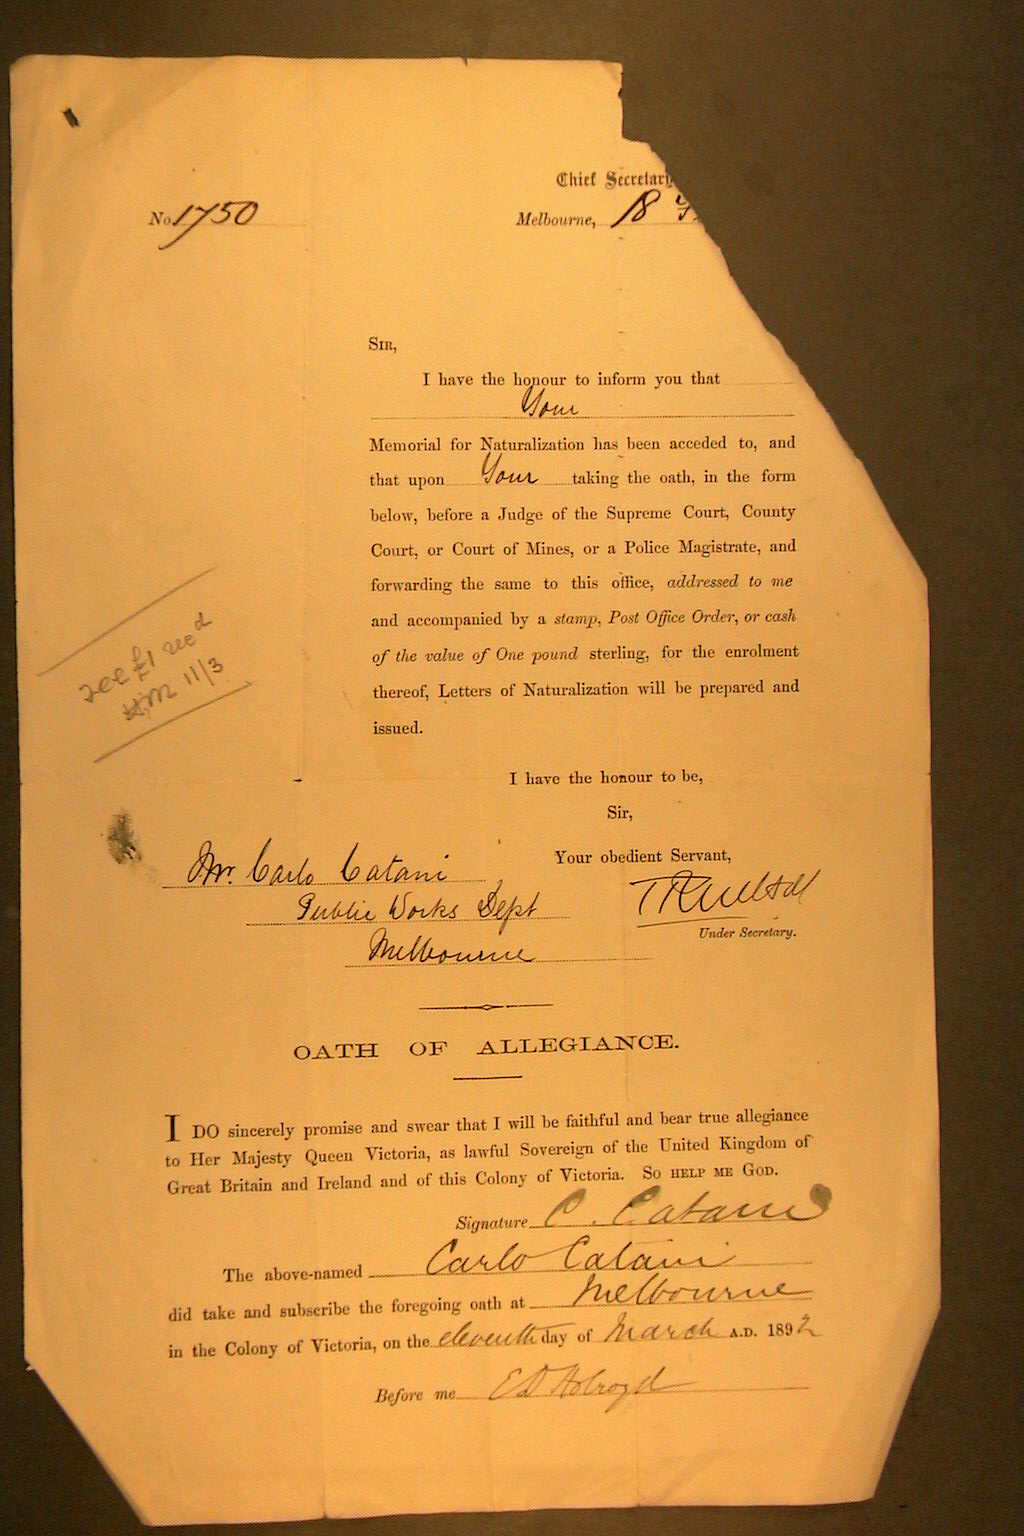 Chief Secretary
No 1750
Melbourne, 18
SIR,
I have the honour to inform you that
Your
Memorial for Naturalization has been acceded to, and
that upon Your taking the oath, in the form
below, before a Judge of the Supreme Court, County
Court, or Court of Mines, or a Police Magistrate, and
forwarding the same to this office, addressed to me
and accompanied by a stamp, Post Office Order, or cash
of the value of One pound sterling, for the enrolment
thereof, Letters of Naturalization will be prepared and
issued.
£1 recd
11/3
I have the honour to be,
Sir,
Your obedient Servant,
Under Secretary.
Mr. Carlo Catani
Public Works Dept
Melbourne
OATH OF ALLEGIANCE.
I DO sincerely promise and swear that I will be faithful and bear true allegiance
to Her Majesty Queen Victoria, as lawful Sovereign of the United Kingdom of
Great Britain and Ireland and of this Colony of Victoria. SO HELP ME GOD.
Signature C. Catani
The above-named Carlo Catani
did take and subscribe the foregoing oath at Melbourne
in the Colony of Victoria, on the eleventh day of March A.D. 1892
Before me E D Holroyd